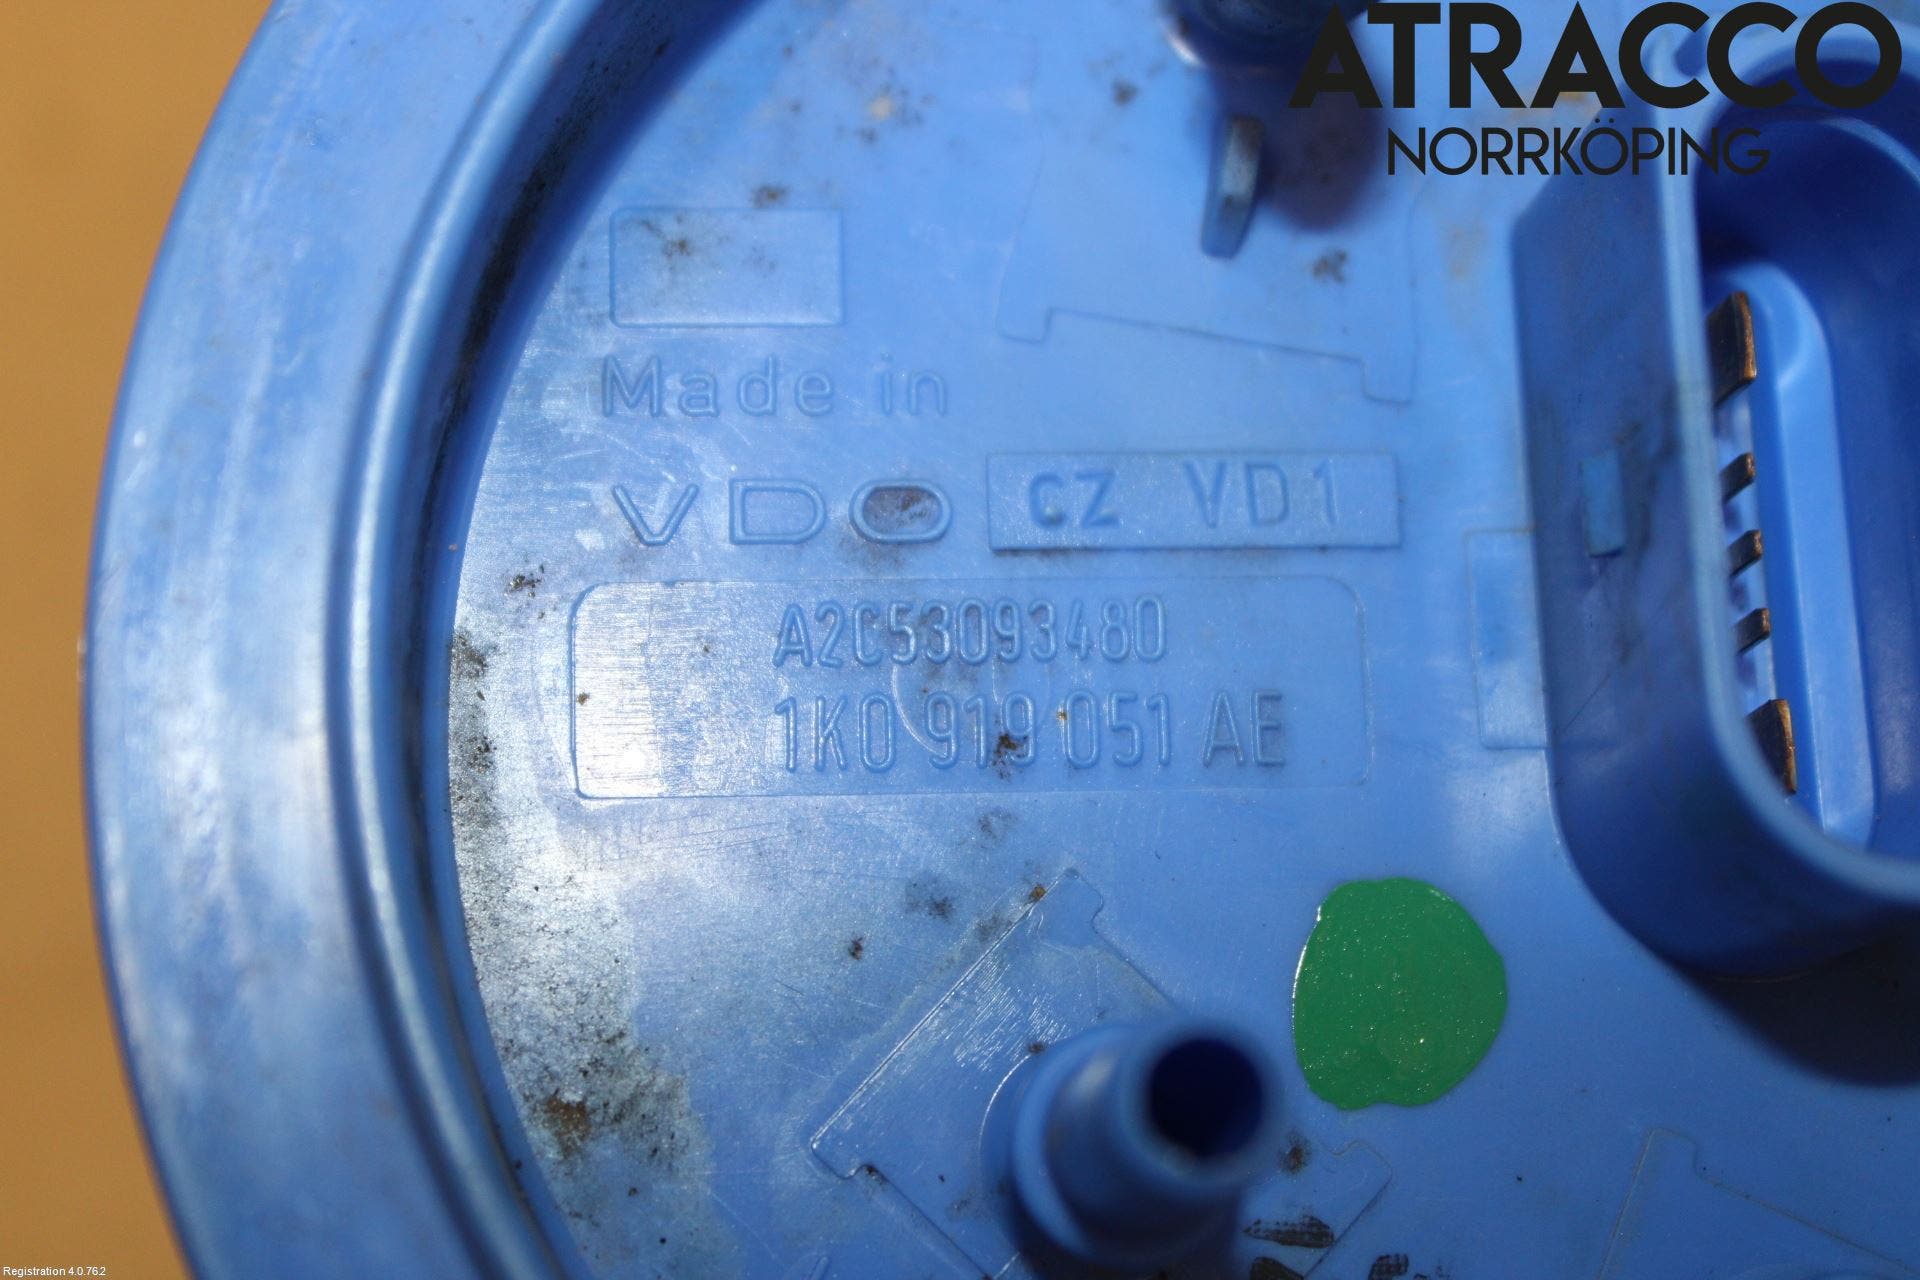 ATRACCO
NORRKÖPING
Made in
VDO CZ VD1
A2C53093480
1K0 919 051 AE
Registration 4.0.762